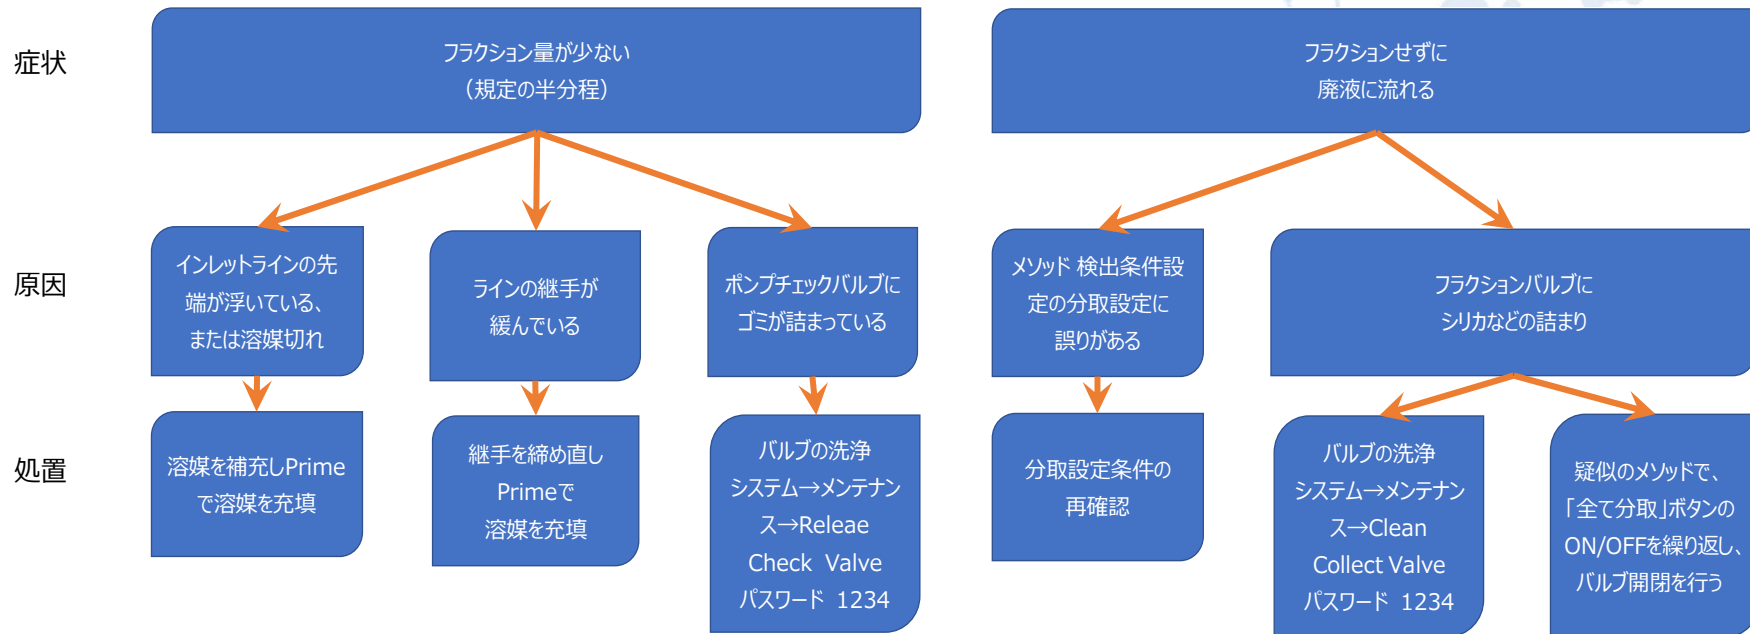 症状
フラクション量が少ない
（規定の半分程）
フラクションせずに
廃液に流れる
原因
インレットラインの先
端が浮いている、
または溶媒切れ
ラインの継手が
緩んでいる
ポンプチェックバルブに
ゴミが詰まっている
メソッド 検出条件設
定の分取設定に
誤りがある
フラクションバルブに
シリカなどの詰まり
処置
溶媒を補充しPrime
で溶媒を充填
継手を締め直し
Primeで
溶媒を充填
バルブの洗浄
システム→メンテナン
ス→Releae
Check Valve
パスワード 1234
分取設定条件の
再確認
バルブの洗浄
システム→メンテナン
ス→Clean
Collect Valve
パスワード 1234
疑似のメソッドで、
「全て分取」ボタンの
ON/OFFを繰り返し、
バルブ開閉を行う